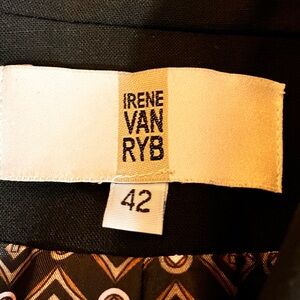 IRENE
VAN
RYB
42